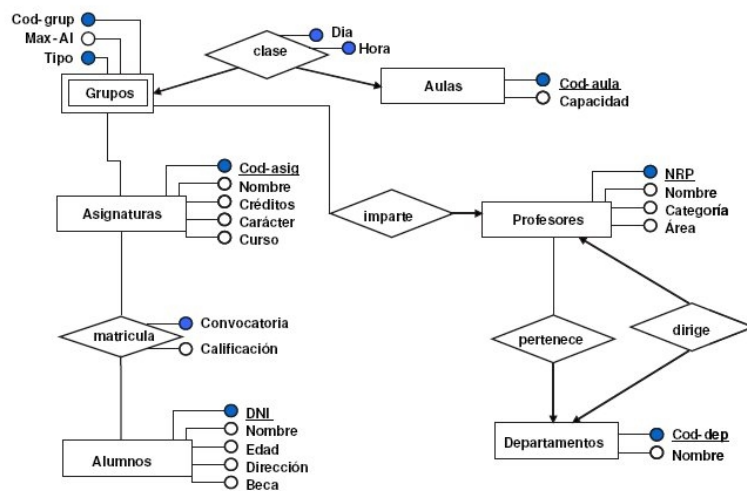 Cod-grup
Max-Al
Tipo
Grupos
clase
Dia
Hora
Aulas
Cod-aula
Capacidad
Asignaturas
Cod-asig
Nombre
Créditos
Carácter
Curso
imparte
Profesores
NRP
Nombre
Categoría
Área
matricula
Convocatoria
Calificación
pertenece
dirige
Alumnos
DNI
Nombre
Edad
Dirección
Beca
Departamentos
Cod-dep
Nombre